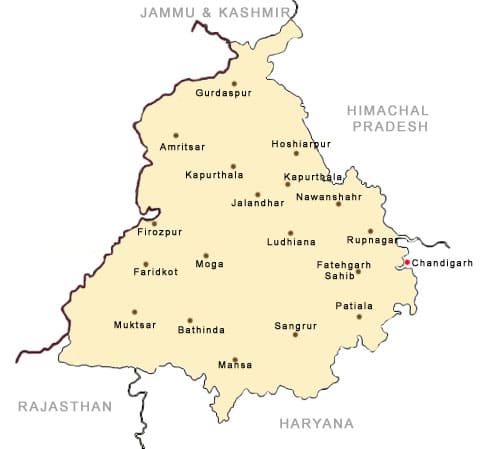 JAMMU & KASHMIR
Gurdaspur
HIMACHAL
PRADESH
Amritsar
Hoshiarpur
Kapurthala
Kapurthala
Jalandhar
Nawanshahr
Firozpur
Ludhiana
Rupnagar
Faridkot
Moga
Fatehgarh
Sahib
Chandigarh
Patiala
Muktsar
Bathinda
Sangrur
Mansa
RAJASTHAN
HARYANA